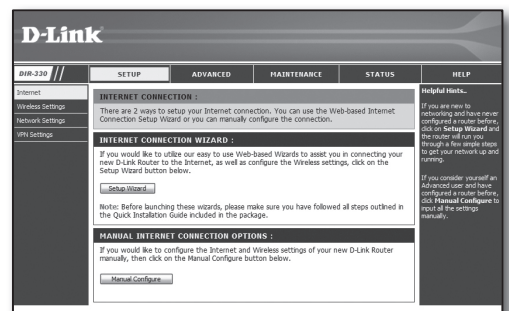 D-Link
DIR-330 //
SETUP
ADVANCED
MAINTENANCE
STATUS
HELP
Internet
Wireless Settings
Network Settings
VPN Settings
INTERNET CONNECTION :
There are 2 ways to setup your Internet connection. You can use the Web-based Internet
Connection Setup Wizard or you can manually configure the connection.
INTERNET CONNECTION WIZARD :
If you would like to utilize our easy to use Web-based Wizards to assist you in connecting your
new D-Link Router to the Internet, as well as configure the Wireless settings, click on the
Setup Wizard button below.
Setup Wizard
Note: Before launching these wizards, please make sure you have followed all steps outlined in
the Quick Installation Guide included in the package.
MANUAL INTERNET CONNECTION OPTIONS :
If you would like to configure the Internet and Wireless settings of your new D-Link Router
manually, then click on the Manual Configure button below.
Manual Configure
Helpful Hints..
If you are new to
networking and have never
configured a router before,
click on Setup Wizard and
the router will run you
through a few simple steps
to get your network up and
running.
If you consider yourself an
Advanced user and have
configured a router before,
click Manual Configure to
input all the settings
manually.